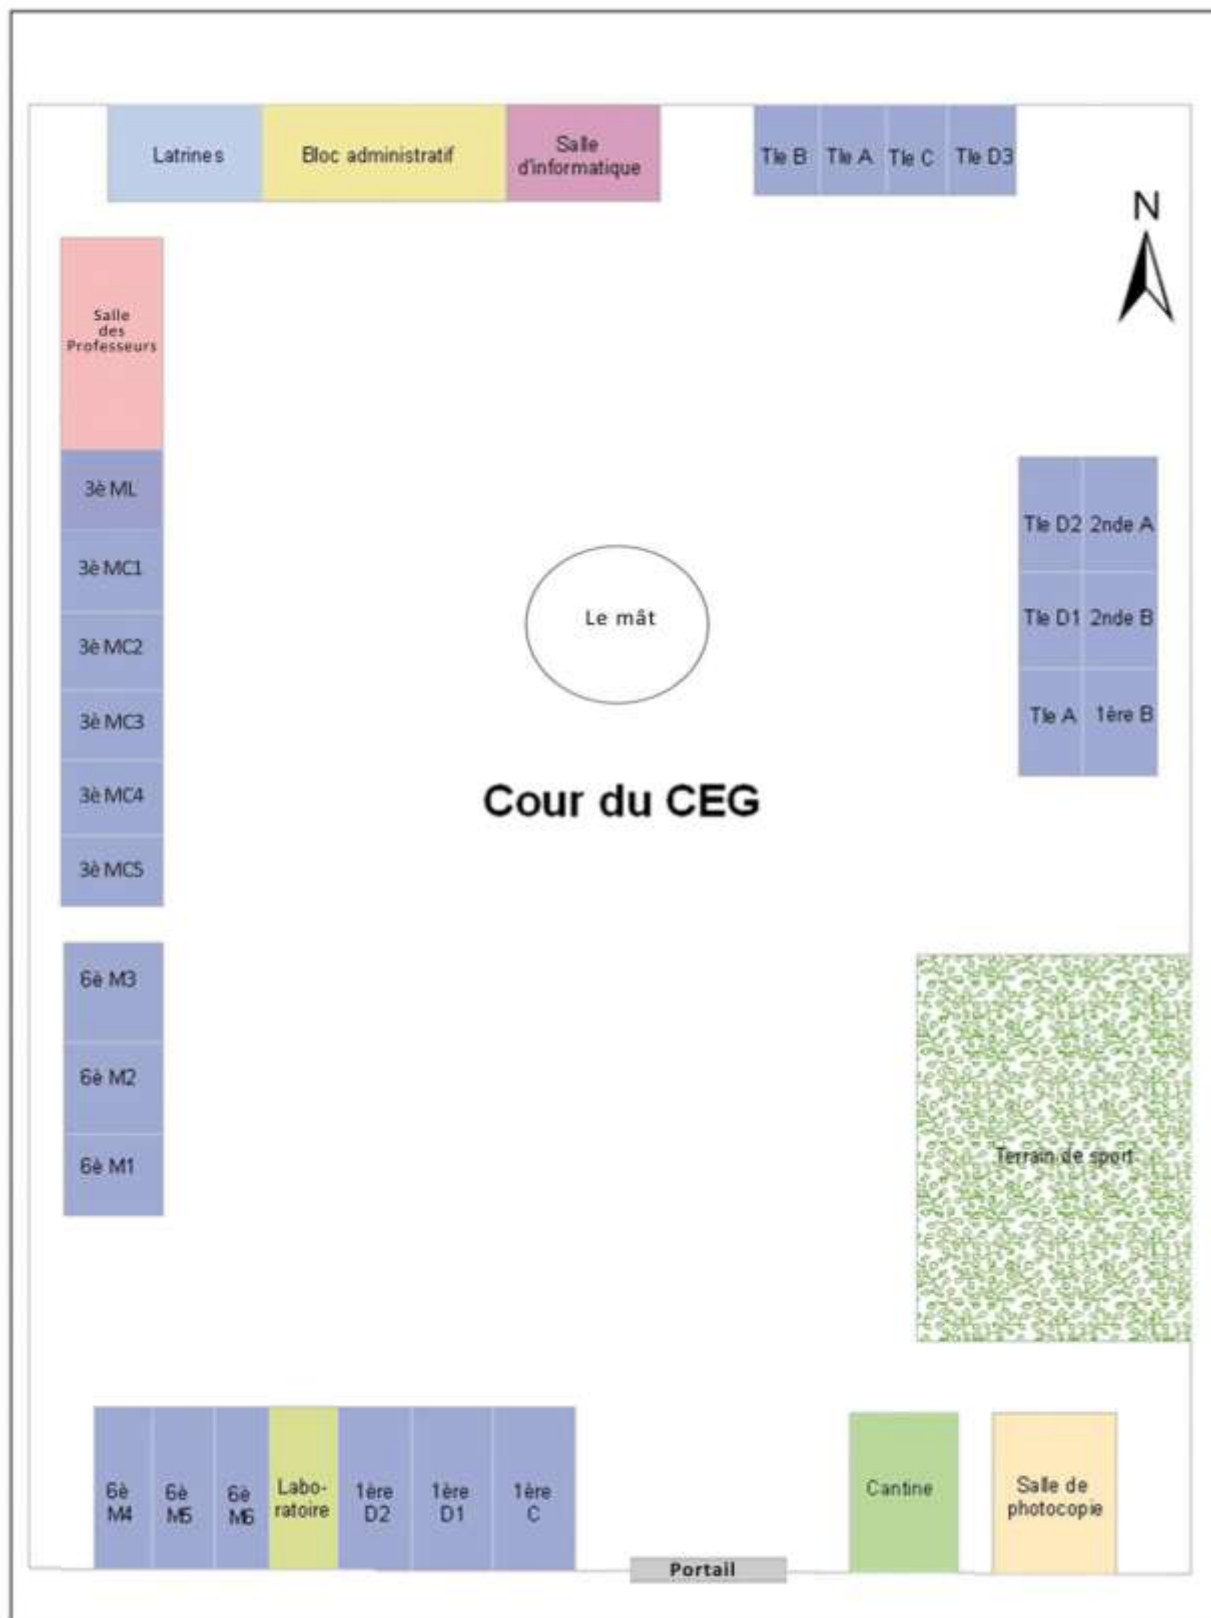 Latrines
Bloc administratif
Salle
d'informatique
Tle B
Tle A
Tle C
Tle D3
N
Salle
des
Professeurs
3è ML
3è MC1
3è MC2
3è MC3
3è MC4
3è MC5
Le mât
Tle D2
2nde A
Tle D1
2nde B
Tle A
1ère B
Cour du CEG
6è M3
6è M2
6è M1
Terrain de sport
6è
M4
6è
M5
6è
M6
Labo-
ratoire
1ère
D2
1ère
D1
1ère
C
Portail
Cantine
Salle de
photocopie